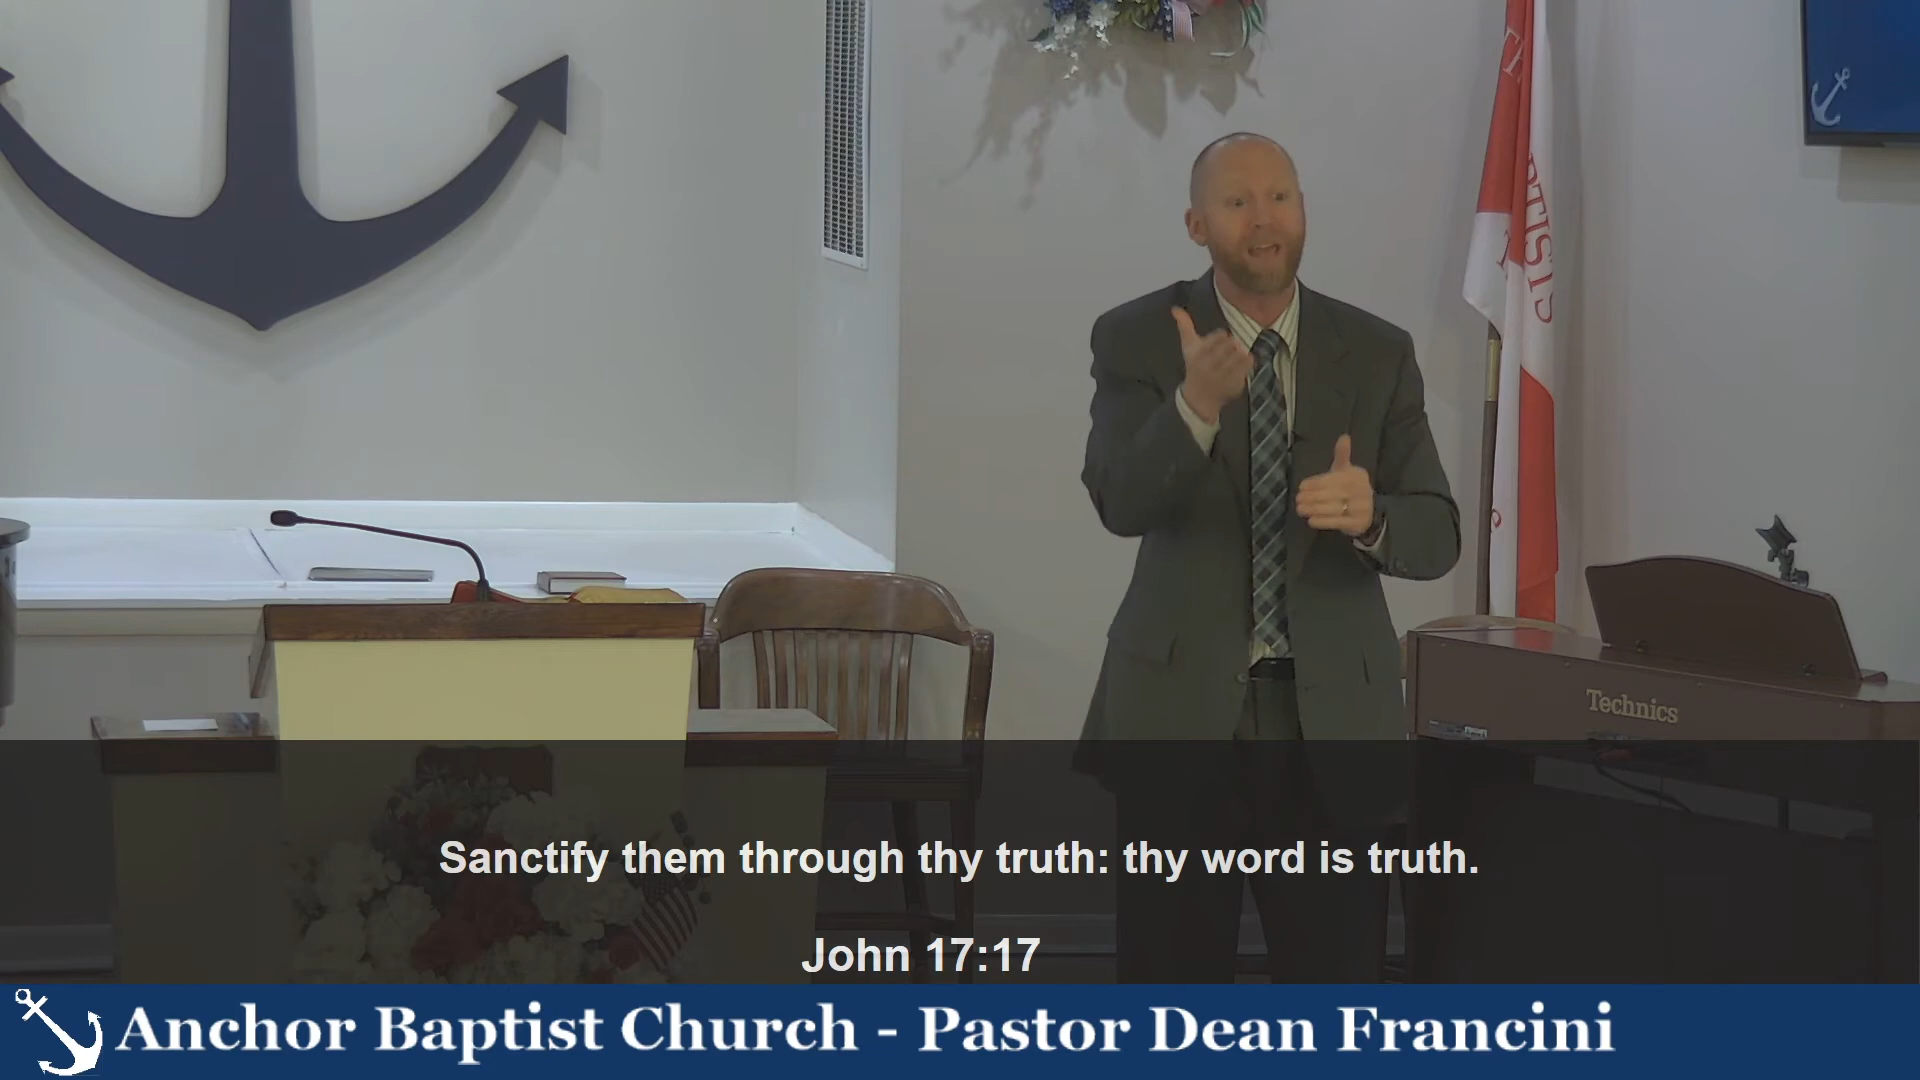 Technics
Sanctify them through thy truth: thy word is truth.
John 17:17
Anchor Baptist Church - Pastor Dean Francini